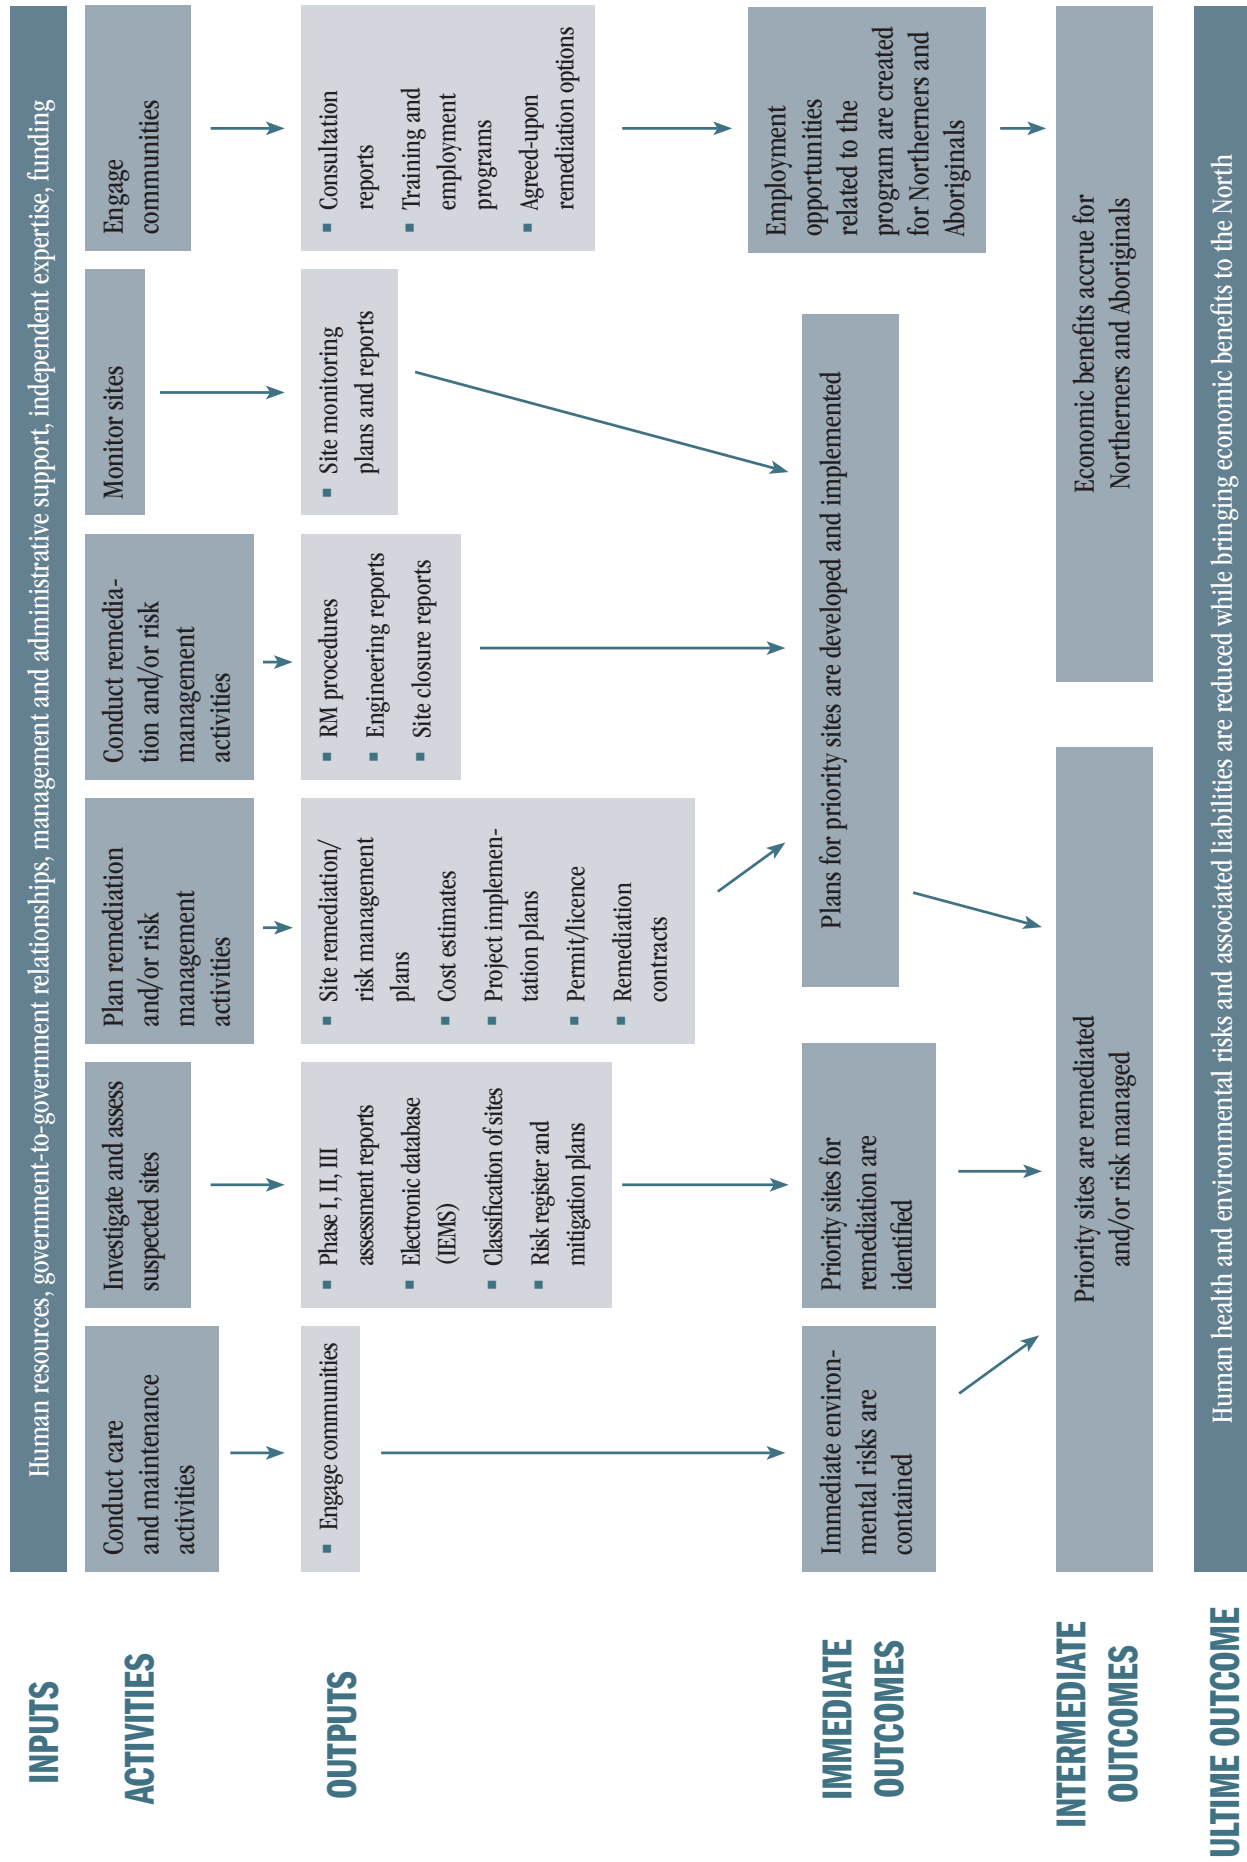 INPUTS
Human resources, government-to-government relationships, management and administrative support, independent expertise, funding
ACTIVITIES
Conduct care
and maintenance
activities
Investigate and assess
suspected sites
Plan remediation
and/or risk
management
activities
Conduct remedia-
tion and/or risk
management
activities
Monitor sites
Engage
communities
OUTPUTS
■ Engage communities
■ Phase I, II, III
assessment reports
■ Electronic database
(IEMS)
■ Classification of sites
■ Risk register and
mitigation plans
■ Site remediation/
risk management
plans
■ Cost estimates
■ Project implemen-
tation plans
■ Permit/licence
■ Remediation
contracts
■ RM procedures
■ Engineering reports
■ Site closure reports
■ Site monitoring
plans and reports
■ Consultation
reports
■ Training and
employment
programs
■ Agreed-upon
remediation options
IMMEDIATE
OUTCOMES
Immediate environ-
mental risks are
contained
Priority sites for
remediation are
identified
Plans for priority sites are developed and implemented
Employment
opportunities
related to the
program are created
for Northerners and
Aboriginals
INTERMEDIATE
OUTCOMES
Priority sites are remediated
and/or risk managed
Economic benefits accrue for
Northerners and Aboriginals
ULTIME OUTCOME
Human health and environmental risks and associated liabilities are reduced while bringing economic benefits to the North